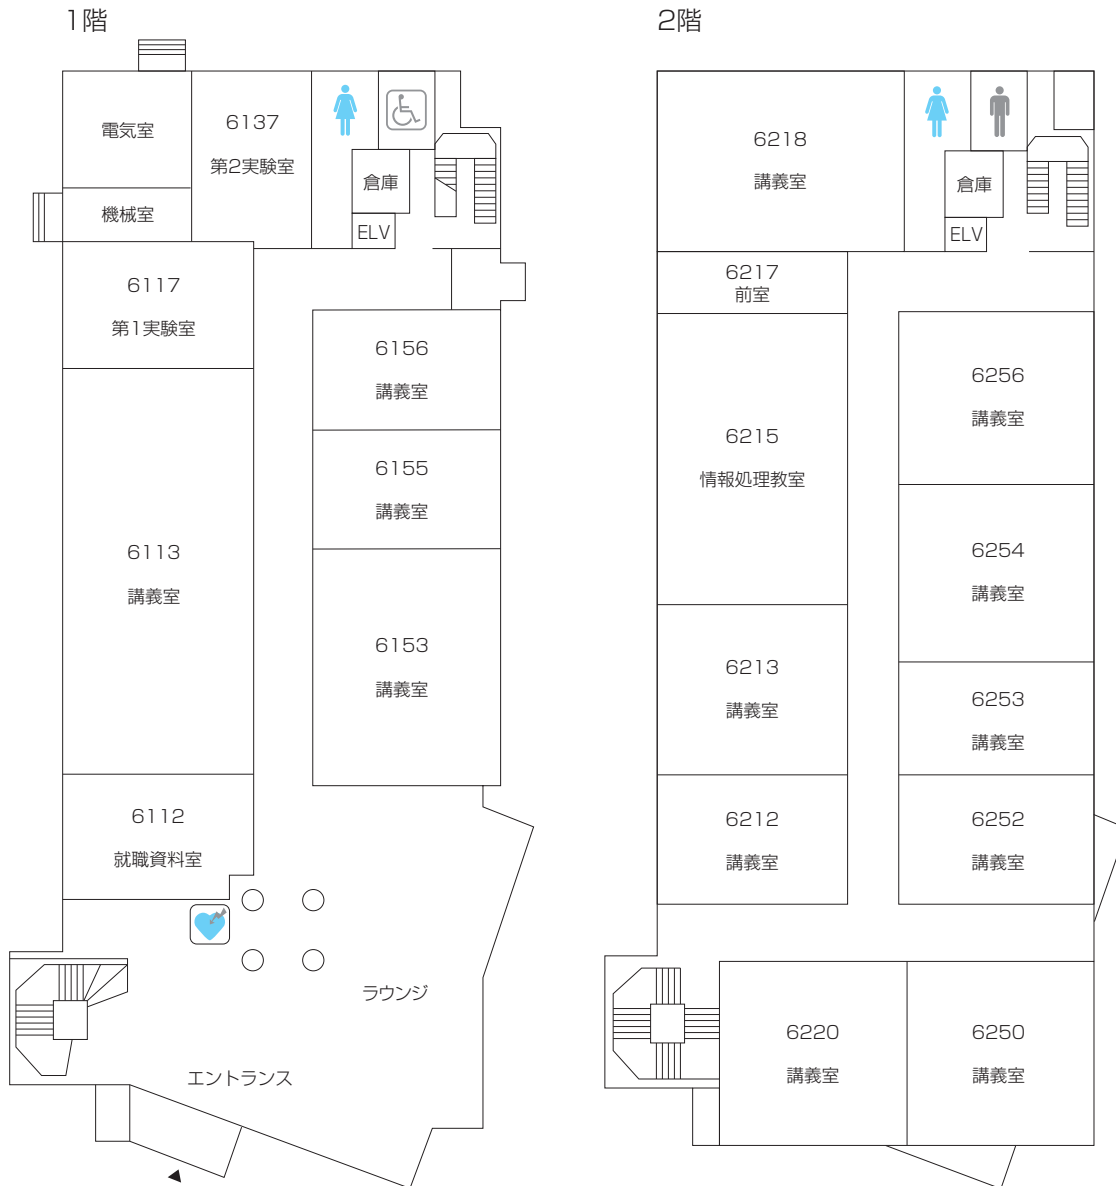 1階
電気室
機械室
6137
第2実験室
倉庫
ELV
6117
第1実験室
6156
講義室
6155
講義室
6113
講義室
6153
講義室
6112
就職資料室
ラウンジ
エントランス
2階
6218
講義室
倉庫
ELV
6217
前室
6256
講義室
6215
情報処理教室
6254
講義室
6213
講義室
6253
講義室
6212
講義室
6252
講義室
6220
講義室
6250
講義室